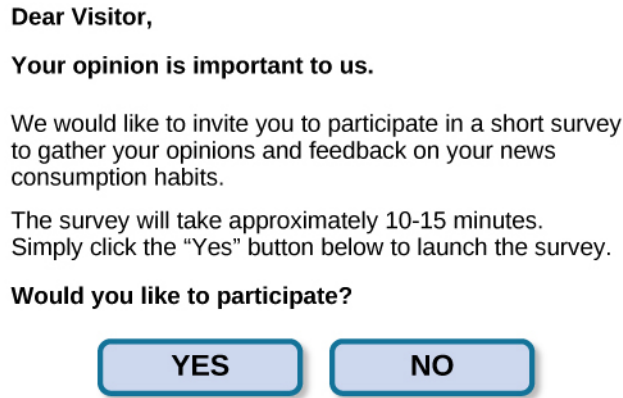 Dear Visitor,
Your opinion is important to us.
We would like to invite you to participate in a short survey
to gather your opinions and feedback on your news
consumption habits.
The survey will take approximately 10-15 minutes.
Simply click the “Yes” button below to launch the survey.
Would you like to participate?
YES NO